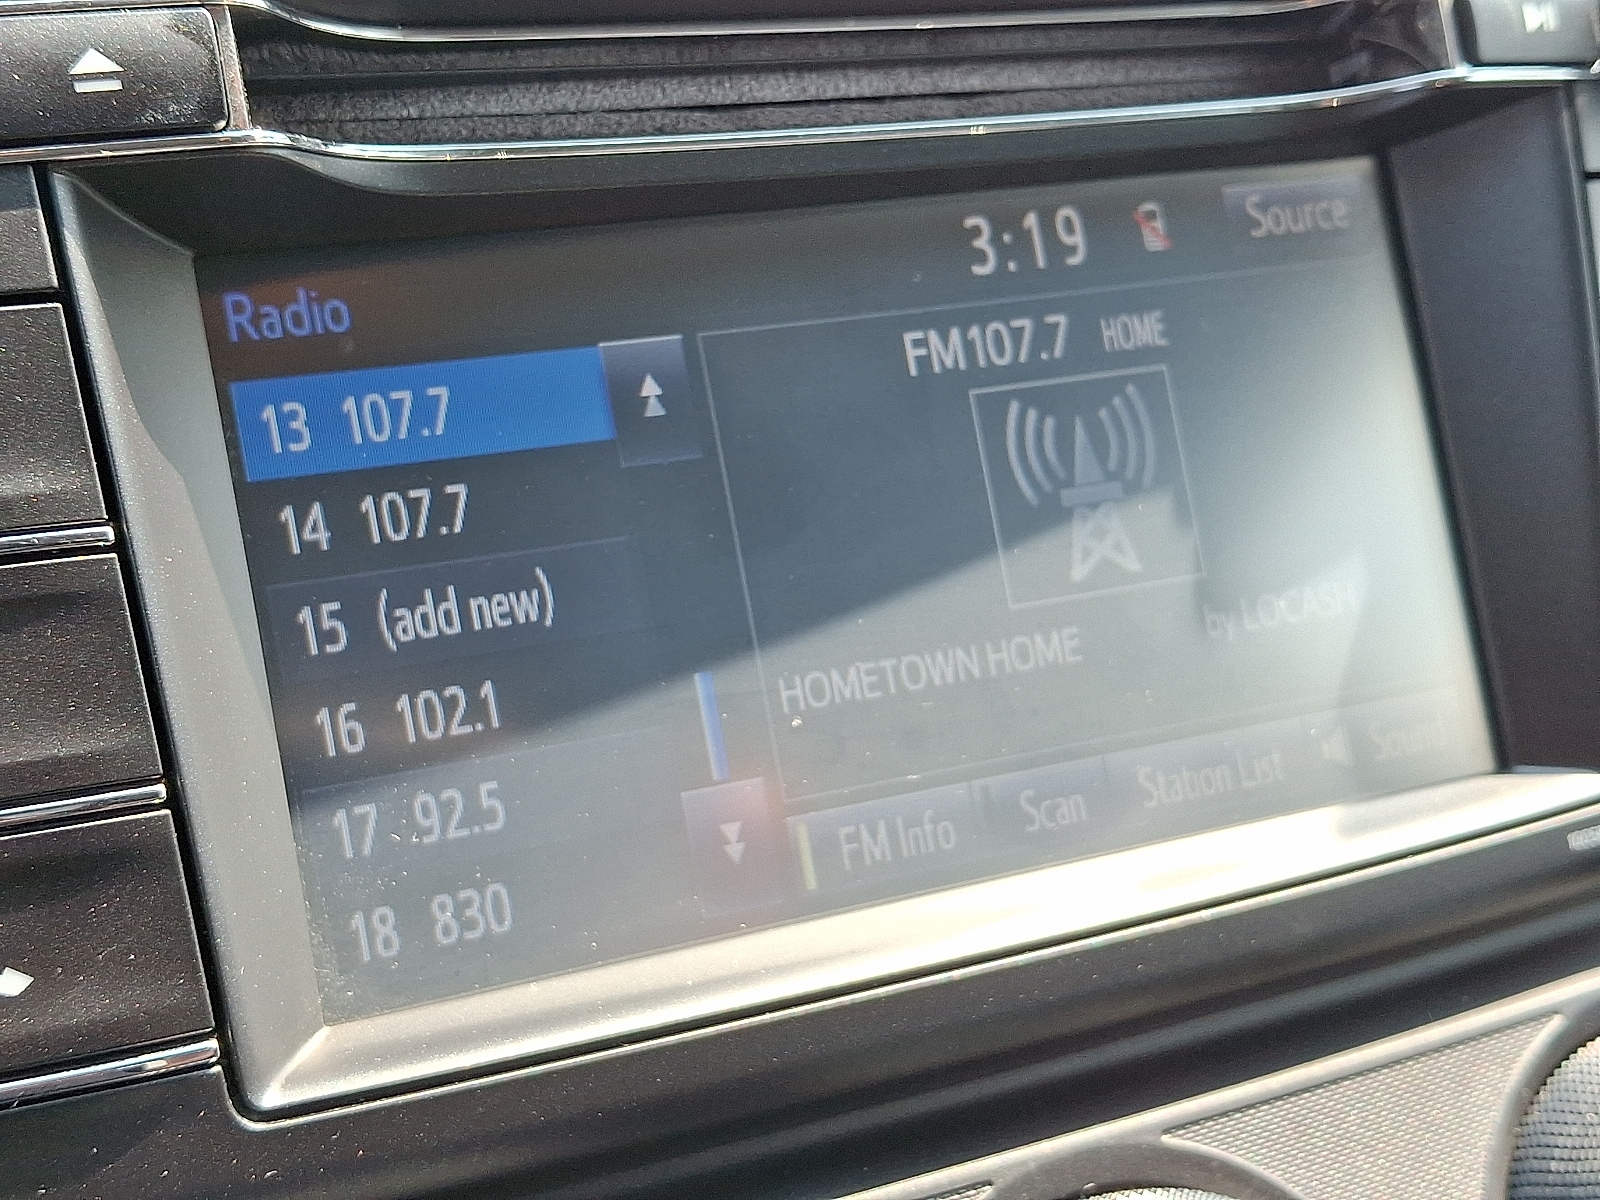 3:19
Source
Radio
FM107.7 HOME
13 107.7
14 107.7
15 (add new)
16 102.1
17 92.5
18 830
by LOCASH
HOMETOWN HOME
FM Info
Scan
Station List
Sound